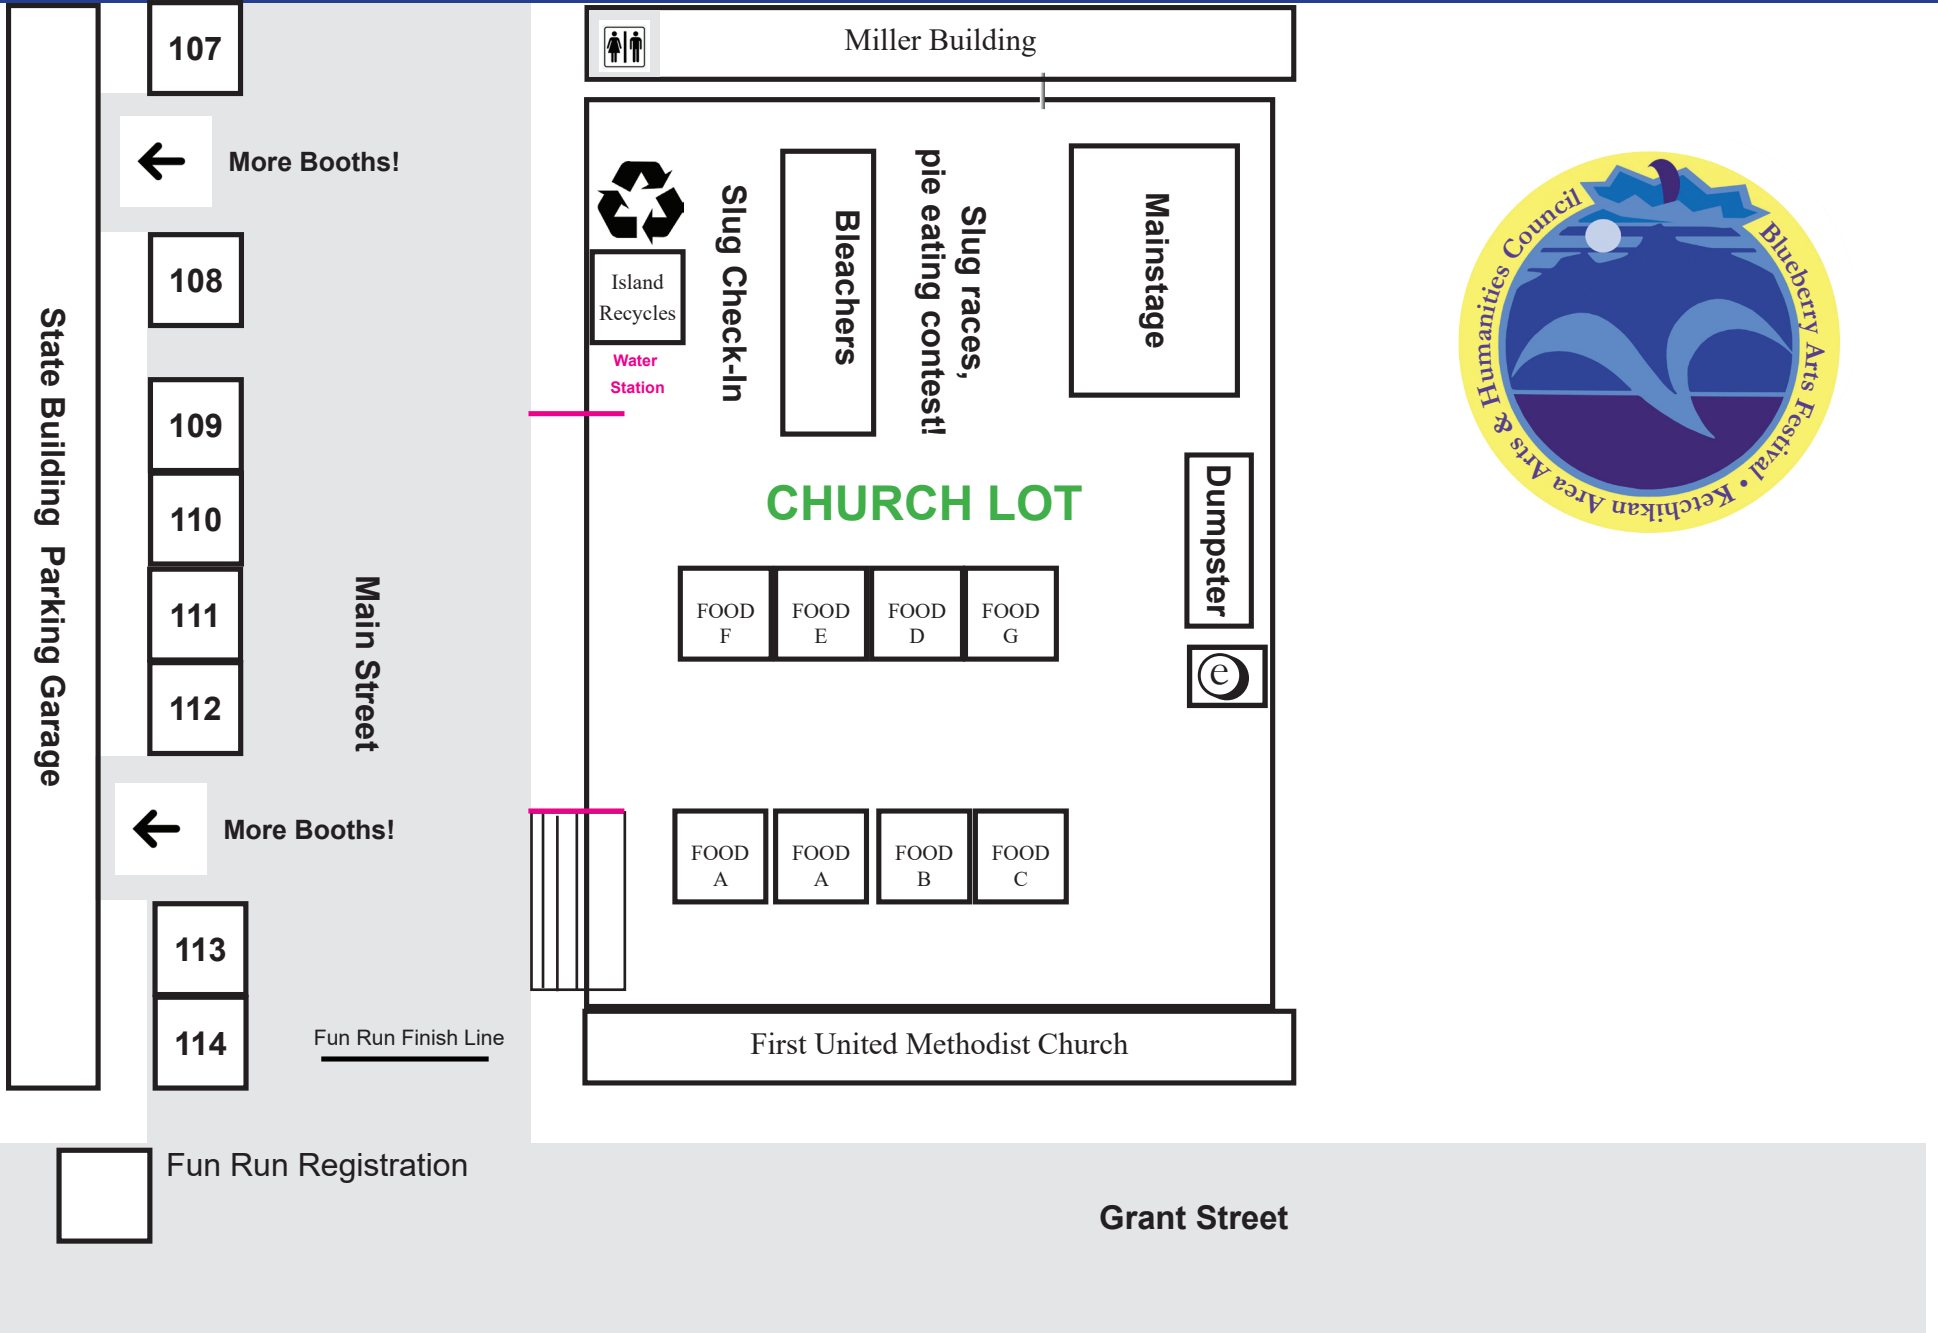 107
More Booths!
108
109
110
111
112
More Booths!
113
114
State Building Parking Garage
Main Street
Fun Run Finish Line
Fun Run Registration
Grant Street
Miller Building
Island
Recycles
Water
Station
Slug Check-In
Bleachers
Slug races,
pie eating contest!
Mainstage
CHURCH LOT
Dumpster
e
FOOD
F
FOOD
E
FOOD
D
FOOD
G
FOOD
A
FOOD
A
FOOD
B
FOOD
C
First United Methodist Church
Blueberry Arts Festival • Ketchikan Area Arts & Humanities Council